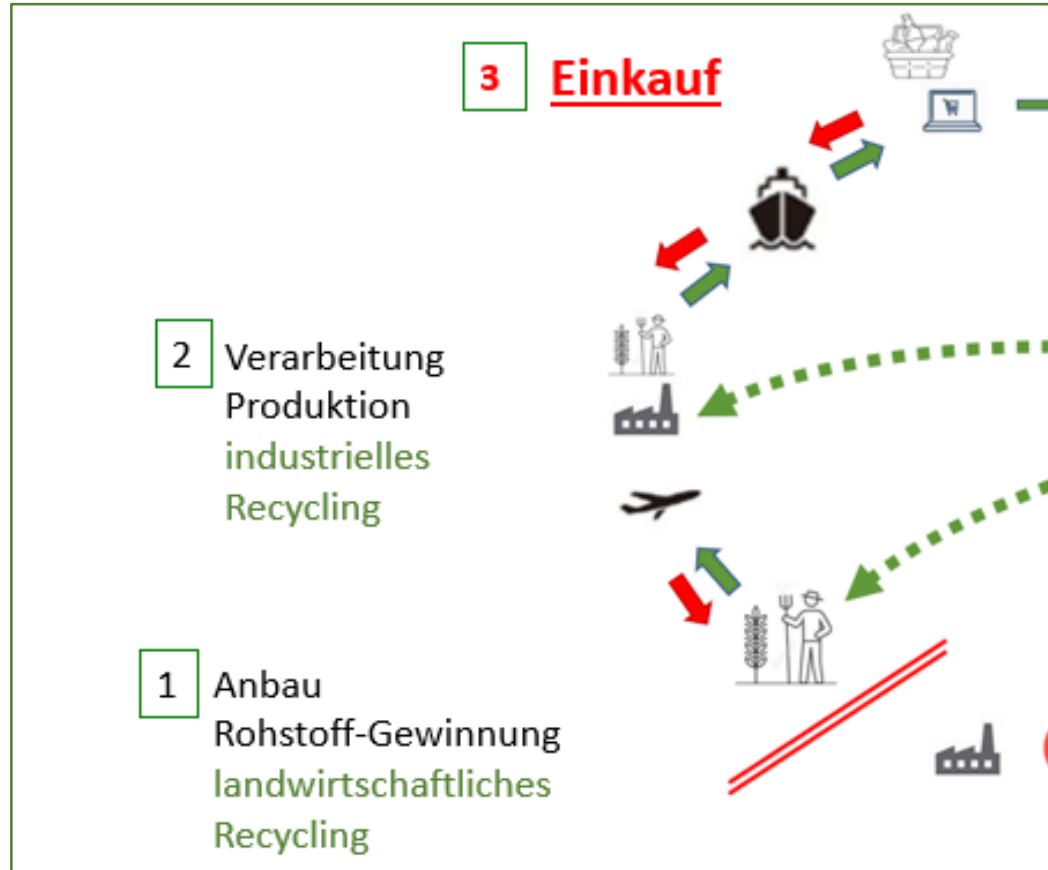 3 Einkauf
2 Verarbeitung
Produktion
industrielles
Recycling
1 Anbau
Rohstoff-Gewinnung
landwirtschaftliches
Recycling